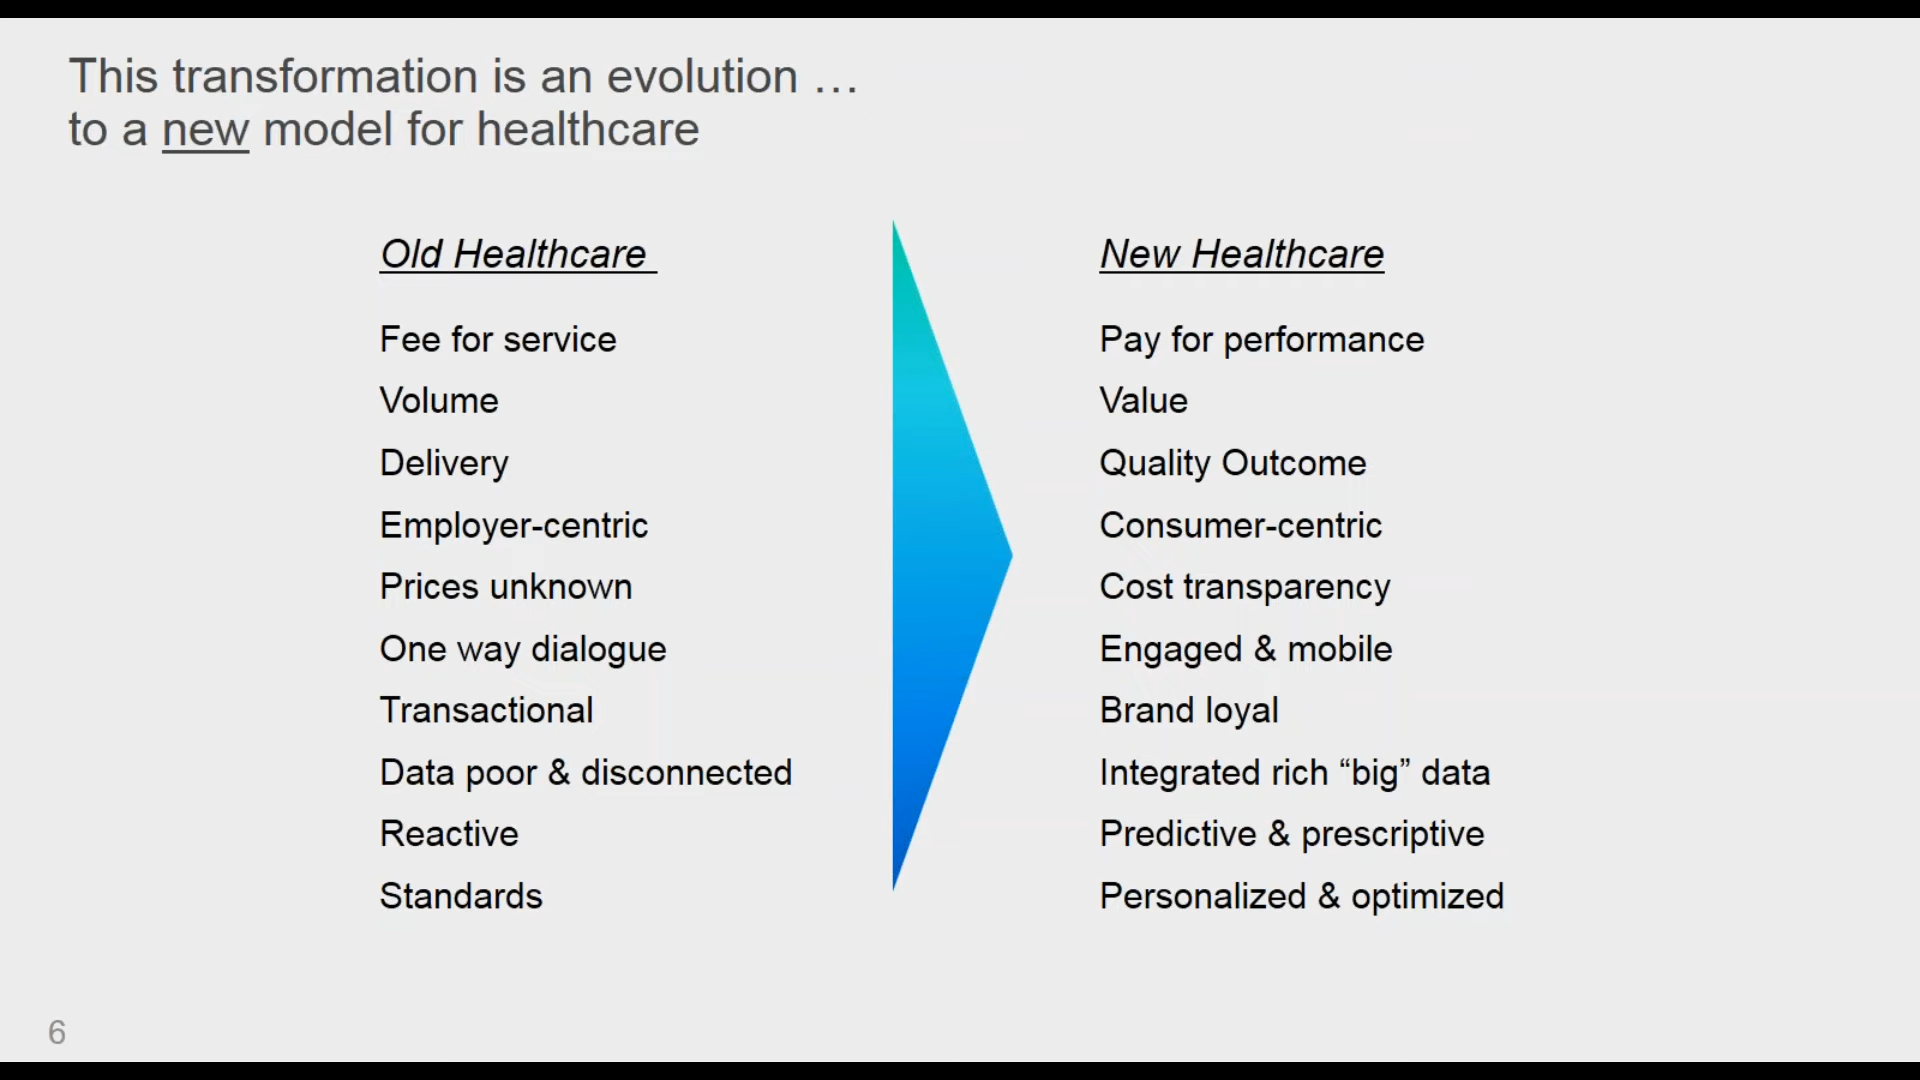 This transformation is an evolution …
to a new model for healthcare
Old Healthcare
Fee for service
Volume
Delivery
Employer-centric
Prices unknown
One way dialogue
Transactional
Data poor & disconnected
Reactive
Standards
New Healthcare
Pay for performance
Value
Quality Outcome
Consumer-centric
Cost transparency
Engaged & mobile
Brand loyal
Integrated rich “big” data
Predictive & prescriptive
Personalized & optimized
6